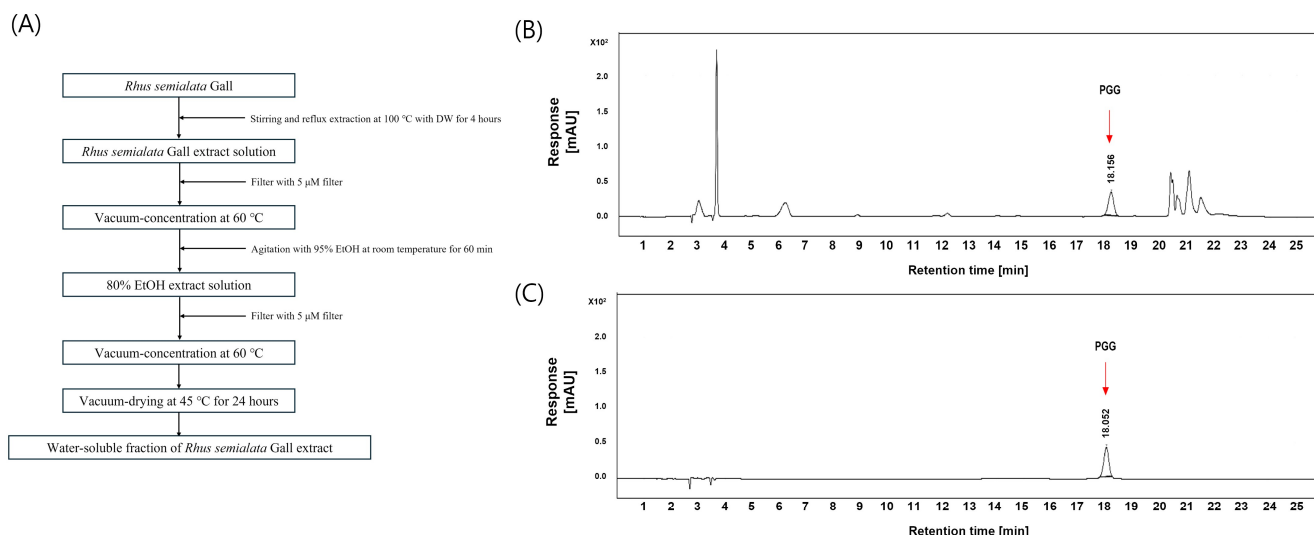 (A)
Rhus semialata Gall
Stirring and reflux extraction at 100 °C with DW for 4 hours
Rhus semialata Gall extract solution
Filter with 5 μM filter
Vacuum-concentration at 60 °C
Agitation with 95% EtOH at room temperature for 60 min
80% EtOH extract solution
Filter with 5 μM filter
Vacuum-concentration at 60 °C
Vacuum-drying at 45 °C for 24 hours
Water-soluble fraction of Rhus semialata Gall extract
(B)
X10²
2.0
1.5
1.0
0.5
0.0
Response
[mAU]
PGG
18.156
1 2 3 4 5 6 7 8 9 10 11 12 13 14 15 16 17 18 19 20 21 22 23 24 25
Retention time [min]
(C)
X10²
2.0
1.5
1.0
0.5
0.0
Response
[mAU]
PGG
18.052
1 2 3 4 5 6 7 8 9 10 11 12 13 14 15 16 17 18 19 20 21 22 23 24 25
Retention time [min]